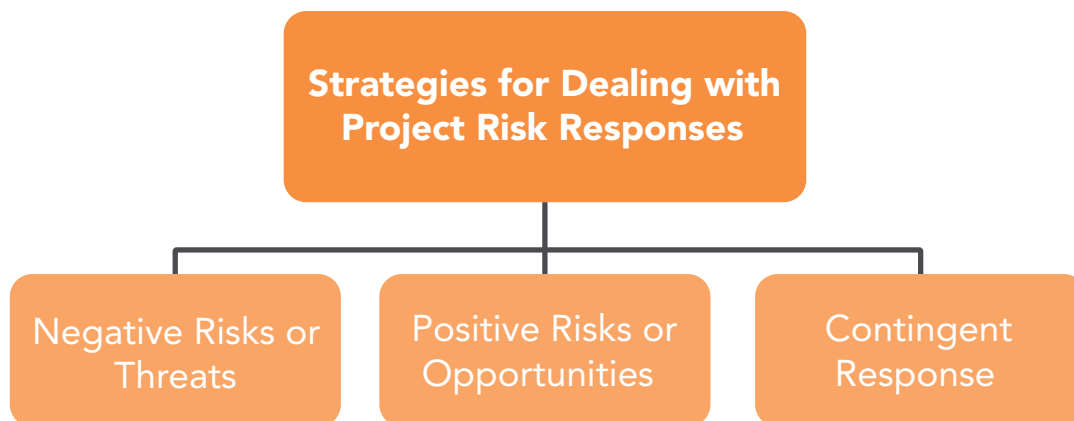 Strategies for Dealing with
Project Risk Responses
Negative Risks or
Threats
Positive Risks or
Opportunities
Contingent
Response